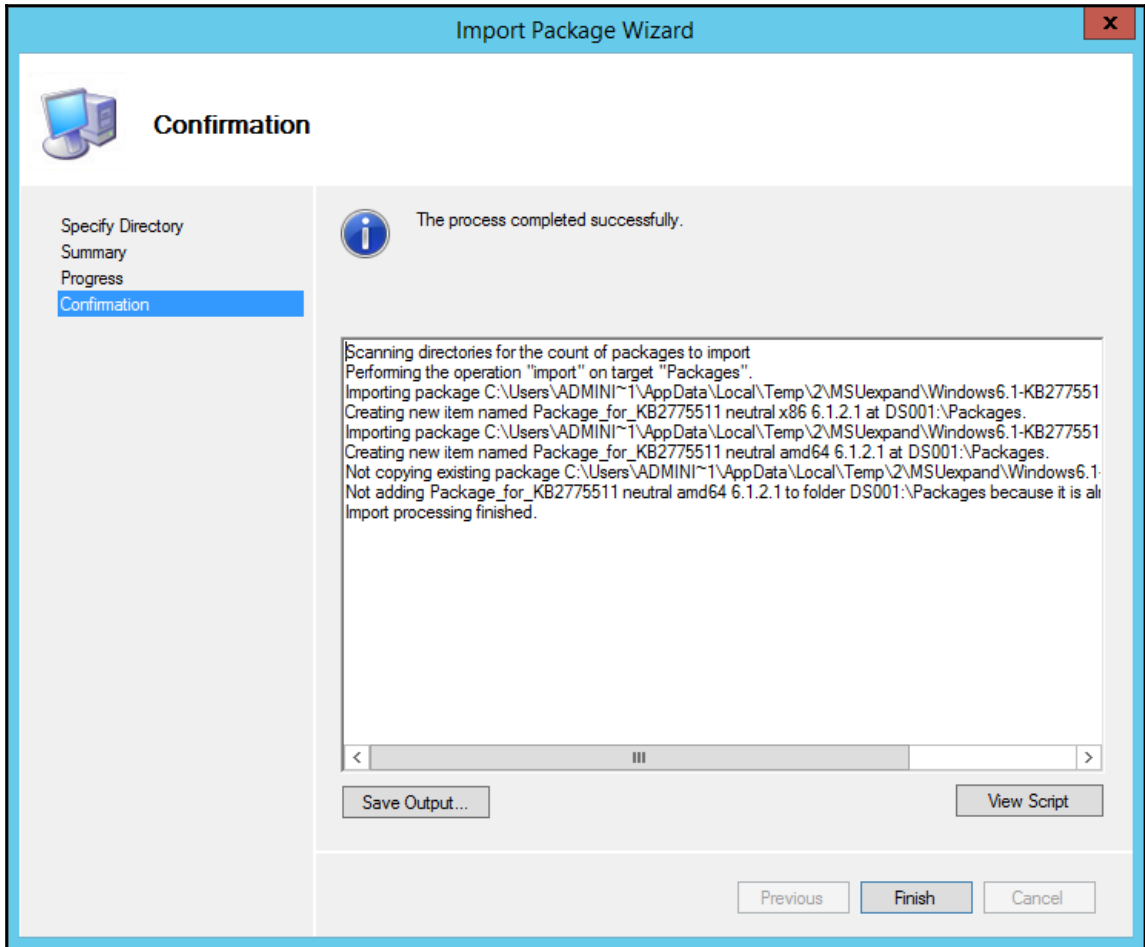 Import Package Wizard
x
Confirmation
Specify Directory
Summary
Progress
Confirmation
The process completed successfully.
Scanning directories for the count of packages to import
Performing the operation "import" on target "Packages".
Importing package C:\Users\ADMINI~1\AppData\Local\Temp\2\MSUexpand\Windows6.1-KB277551
Creating new item named Package_for_KB2775511 neutral x86 6.1.2.1 at DS001:\Packages.
Importing package C:\Users\ADMINI~1\AppData\Local\Temp\2\MSUexpand\Windows6.1-KB277551
Creating new item named Package_for_KB2775511 neutral amd64 6.1.2.1 at DS001:\Packages.
Not copying existing package C:\Users\ADMINI~1\AppData\Local\Temp\2\MSUexpand\Windows6.1-
Not adding Package_for_KB2775511 neutral amd64 6.1.2.1 to folder DS001:\Packages because it is
Import processing finished.
Save Output...
View Script
Previous
Finish
Cancel